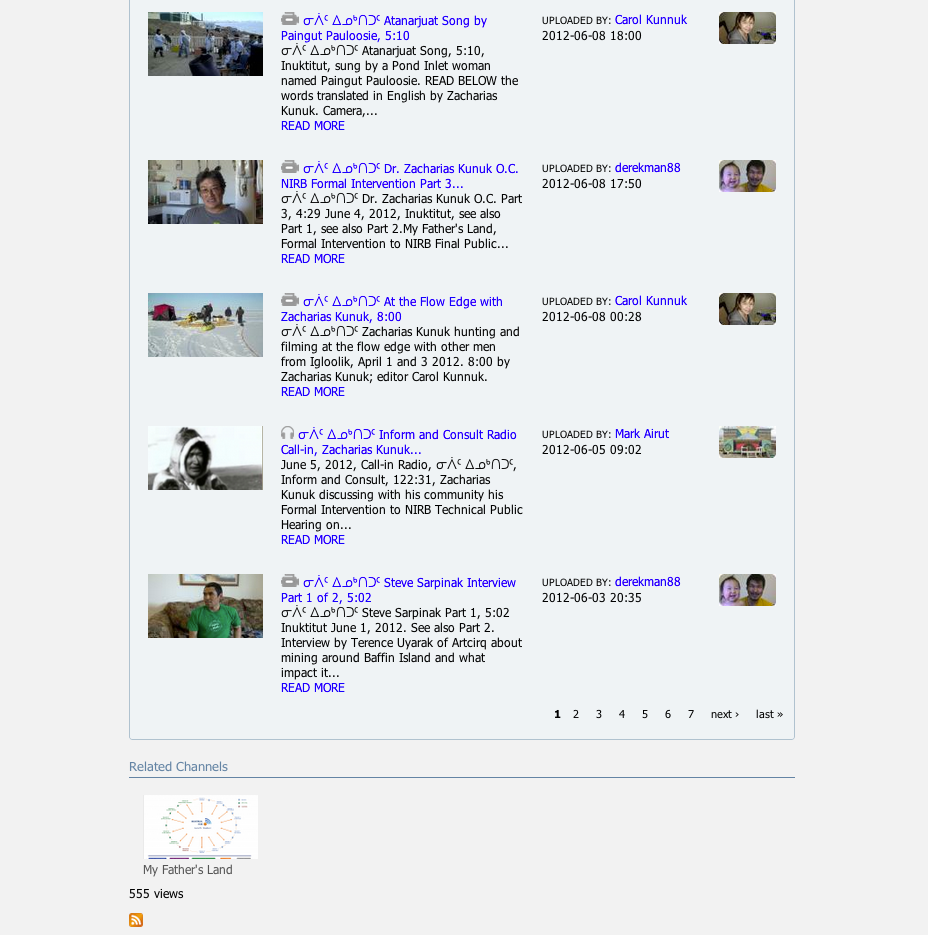 ᓂᐲᑦ ᐃᓄᒃᑎᑐᑦ Atanarjuat Song by
Paingut Pauloosie, 5:10
ᓂᐲᑦ ᐃᓄᒃᑎᑐᑦ Atanarjuat Song, 5:10,
Inuktitut, sung by a Pond Inlet woman
named Paingut Pauloosie. READ BELOW the
words translated in English by Zacharias
Kunuk. Camera,...
READ MORE
UPLOADED BY: Carol Kunnuk
2012-06-08 18:00
ᓂᐲᑦ ᐃᓄᒃᑎᑐᑦ Dr. Zacharias Kunuk O.C.
NIRB Formal Intervention Part 3...
ᓂᐲᑦ ᐃᓄᒃᑎᑐᑦ Dr. Zacharias Kunuk O.C. Part
3, 4:29 June 4, 2012, Inuktitut, see also
Part 1, see also Part 2.My Father's Land,
Formal Intervention to NIRB Final Public...
READ MORE
UPLOADED BY: derekman88
2012-06-08 17:50
ᓂᐲᑦ ᐃᓄᒃᑎᑐᑦ At the Flow Edge with
Zacharias Kunuk, 8:00
ᓂᐲᑦ ᐃᓄᒃᑎᑐᑦ Zacharias Kunuk hunting and
filming at the flow edge with other men
from Igloolik, April 1 and 3 2012. 8:00 by
Zacharias Kunuk; editor Carol Kunnuk.
READ MORE
UPLOADED BY: Carol Kunnuk
2012-06-08 00:28
ᓂᐲᑦ ᐃᓄᒃᑎᑐᑦ Inform and Consult Radio
Call-in, Zacharias Kunuk...
June 5, 2012, Call-in Radio, ᓂᐲᑦ ᐃᓄᒃᑎᑐᑦ,
Inform and Consult, 122:31, Zacharias
Kunuk discussing with his community his
Formal Intervention to NIRB Technical Public
Hearing on...
READ MORE
UPLOADED BY: Mark Airut
2012-06-05 09:02
ᓂᐲᑦ ᐃᓄᒃᑎᑐᑦ Steve Sarpinak Interview
Part 1 of 2, 5:02
ᓂᐲᑦ ᐃᓄᒃᑎᑐᑦ Steve Sarpinak Part 1, 5:02
Inuktitut June 1, 2012. See also Part 2.
Interview by Terence Uyarak of Artcirq about
mining around Baffin Island and what
impact it...
READ MORE
UPLOADED BY: derekman88
2012-06-03 20:35
1 2 3 4 5 6 7 next › last »
Related Channels
My Father's Land
555 views